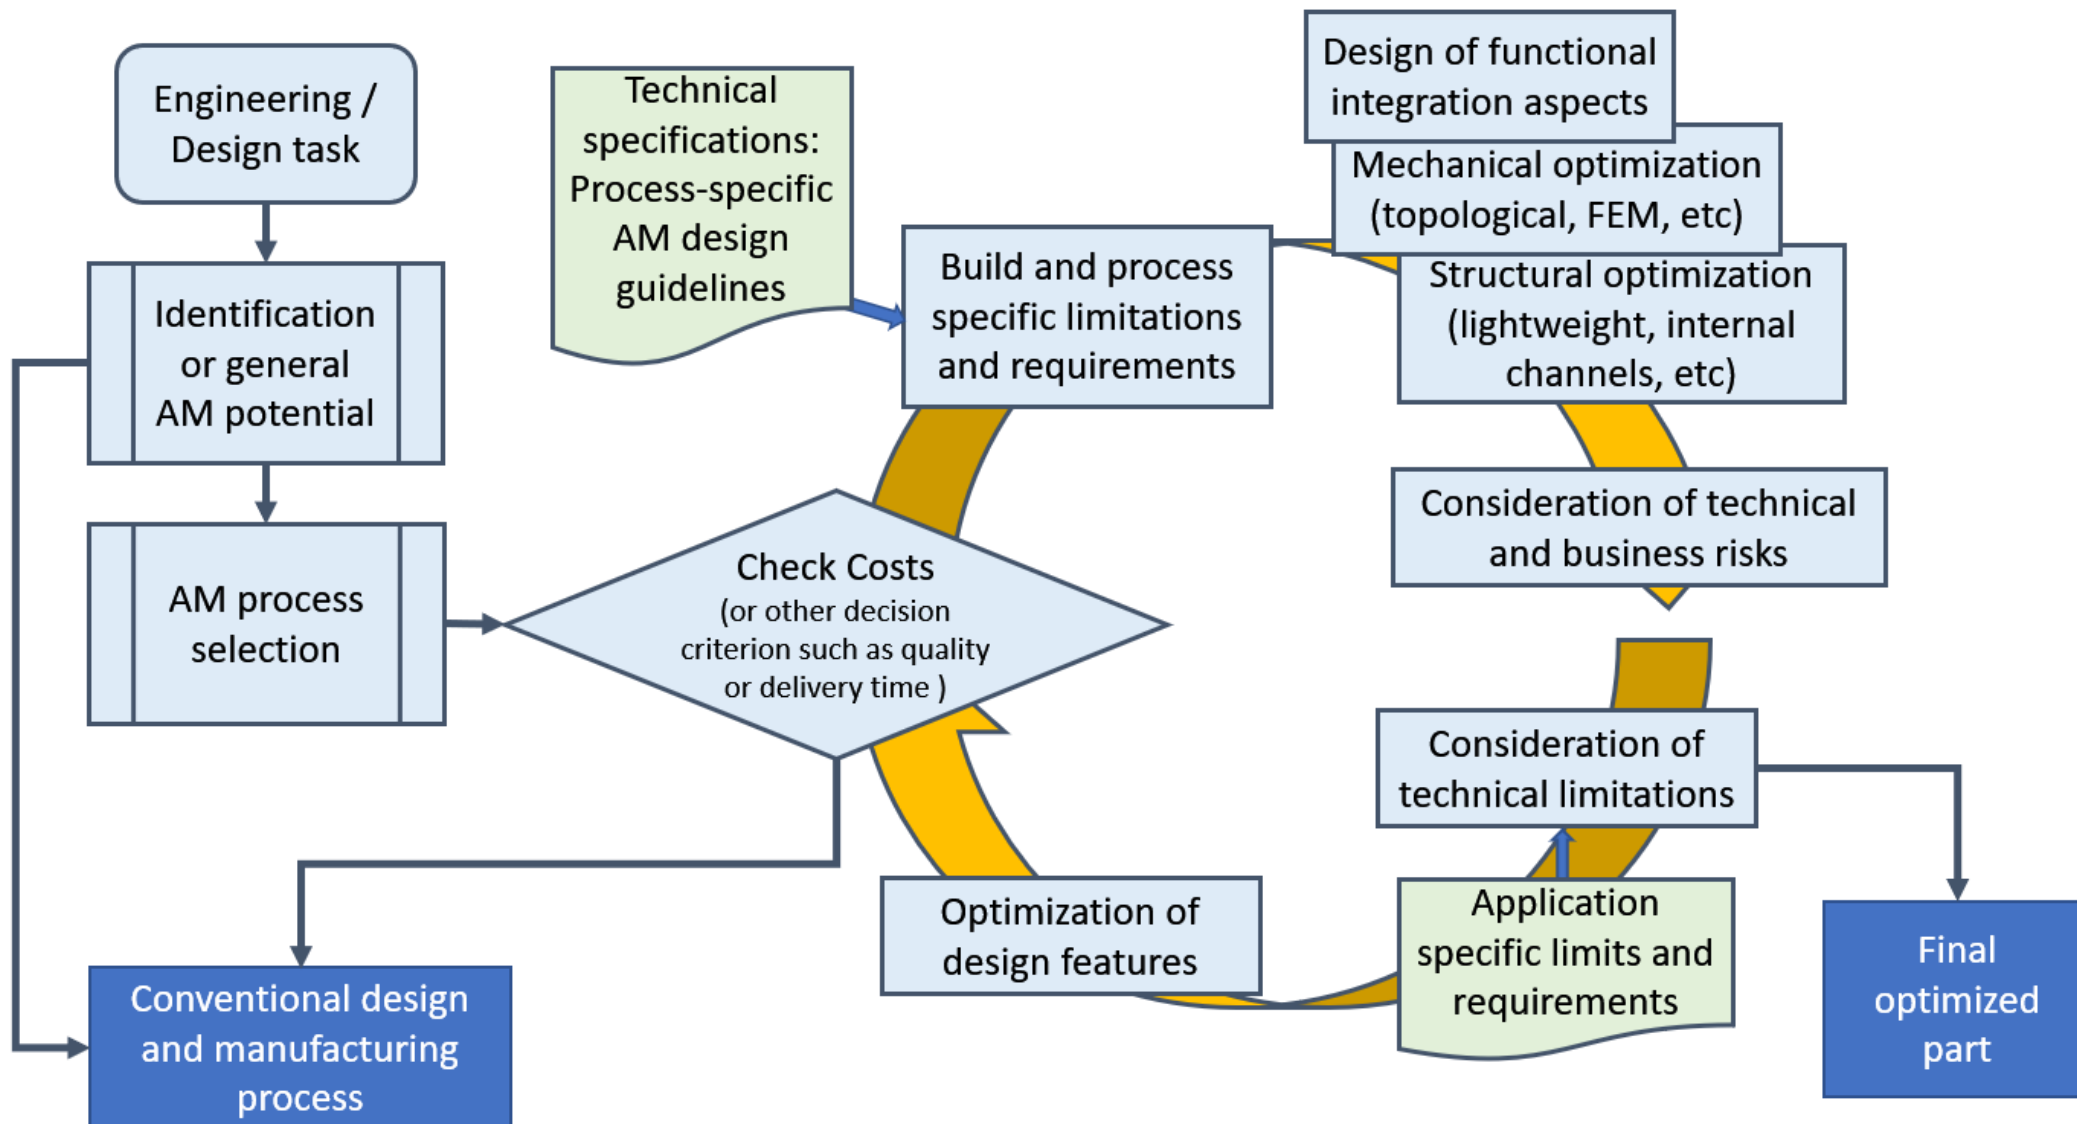 Engineering /
Design task
Identification
or general
AM potential
AM process
selection
Technical
specifications:
Process-specific
AM design
guidelines
Build and process
specific limitations
and requirements
Design of functional
integration aspects
Mechanical optimization
(topological, FEM, etc)
Structural optimization
(lightweight, internal
channels, etc)
Consideration of technical
and business risks
Check Costs
(or other decision
criterion such as quality
or delivery time )
Consideration of
technical limitations
Application
specific limits and
requirements
Optimization of
design features
Conventional design
and manufacturing
process
Final
optimized
part